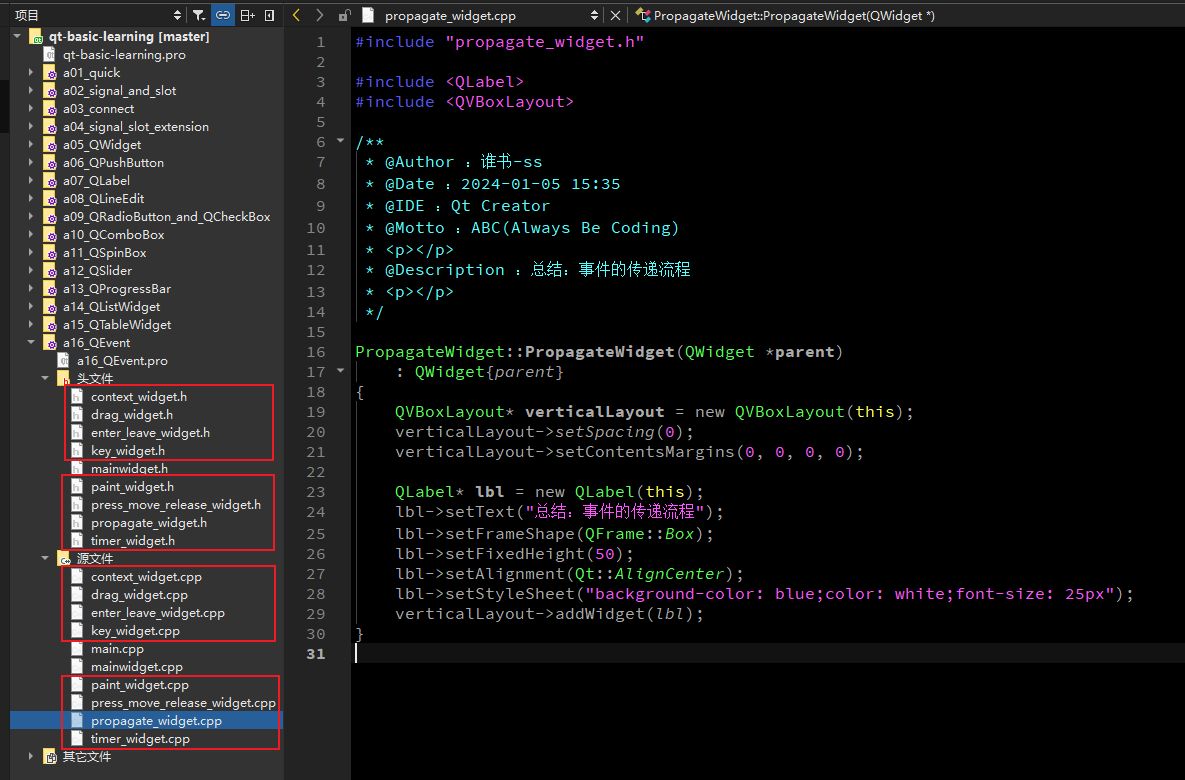 项目
qt-basic-learning [master]
qt-basic-learning.pro
a01_quick
a02_signal_and_slot
a03_connect
a04_signal_slot_extension
a05_QWidget
a06_QPushButton
a07_QLabel
a08_QLineEdit
a09_QRadioButton_and_QCheckBox
a10_QComboBox
a11_QSpinBox
a12_QSlider
a13_QProgressBar
a14_QListWidget
a15_QTableWidget
a16_QEvent
a16_QEvent.pro
头文件
context_widget.h
drag_widget.h
enter_leave_widget.h
key_widget.h
mainwidget.h
paint_widget.h
press_move_release_widget.h
propagate_widget.h
timer_widget.h
源文件
context_widget.cpp
drag_widget.cpp
enter_leave_widget.cpp
key_widget.cpp
main.cpp
mainwidget.cpp
paint_widget.cpp
press_move_release_widget.cpp
propagate_widget.cpp
timer_widget.cpp
其它文件
propagate_widget.cpp
PropagateWidget::PropagateWidget(QWidget *)
1 #include "propagate_widget.h"
2
3 #include <QLabel>
4 #include <QVBoxLayout>
5
6 /**
7 * @Author ：谁书-ss
8 * @Date ：2024-01-05 15:35
9 * @IDE ：Qt Creator
10 * @Motto ：ABC(Always Be Coding)
11 * <p></p>
12 * @Description ：总结：事件的传递流程
13 * <p></p>
14 */
15
16 PropagateWidget::PropagateWidget(QWidget *parent)
17 : QWidget{parent}
18 {
19 QVBoxLayout* verticalLayout = new QVBoxLayout(this);
20 verticalLayout->setSpacing(0);
21 verticalLayout->setContentsMargins(0, 0, 0, 0);
22
23 QLabel* lbl = new QLabel(this);
24 lbl->setText("总结：事件的传递流程");
25 lbl->setFrameShape(QFrame::Box);
26 lbl->setFixedHeight(50);
27 lbl->setAlignment(Qt::AlignCenter);
28 lbl->setStyleSheet("background-color: blue;color: white;font-size: 25px");
29 verticalLayout->addWidget(lbl);
30 }
31